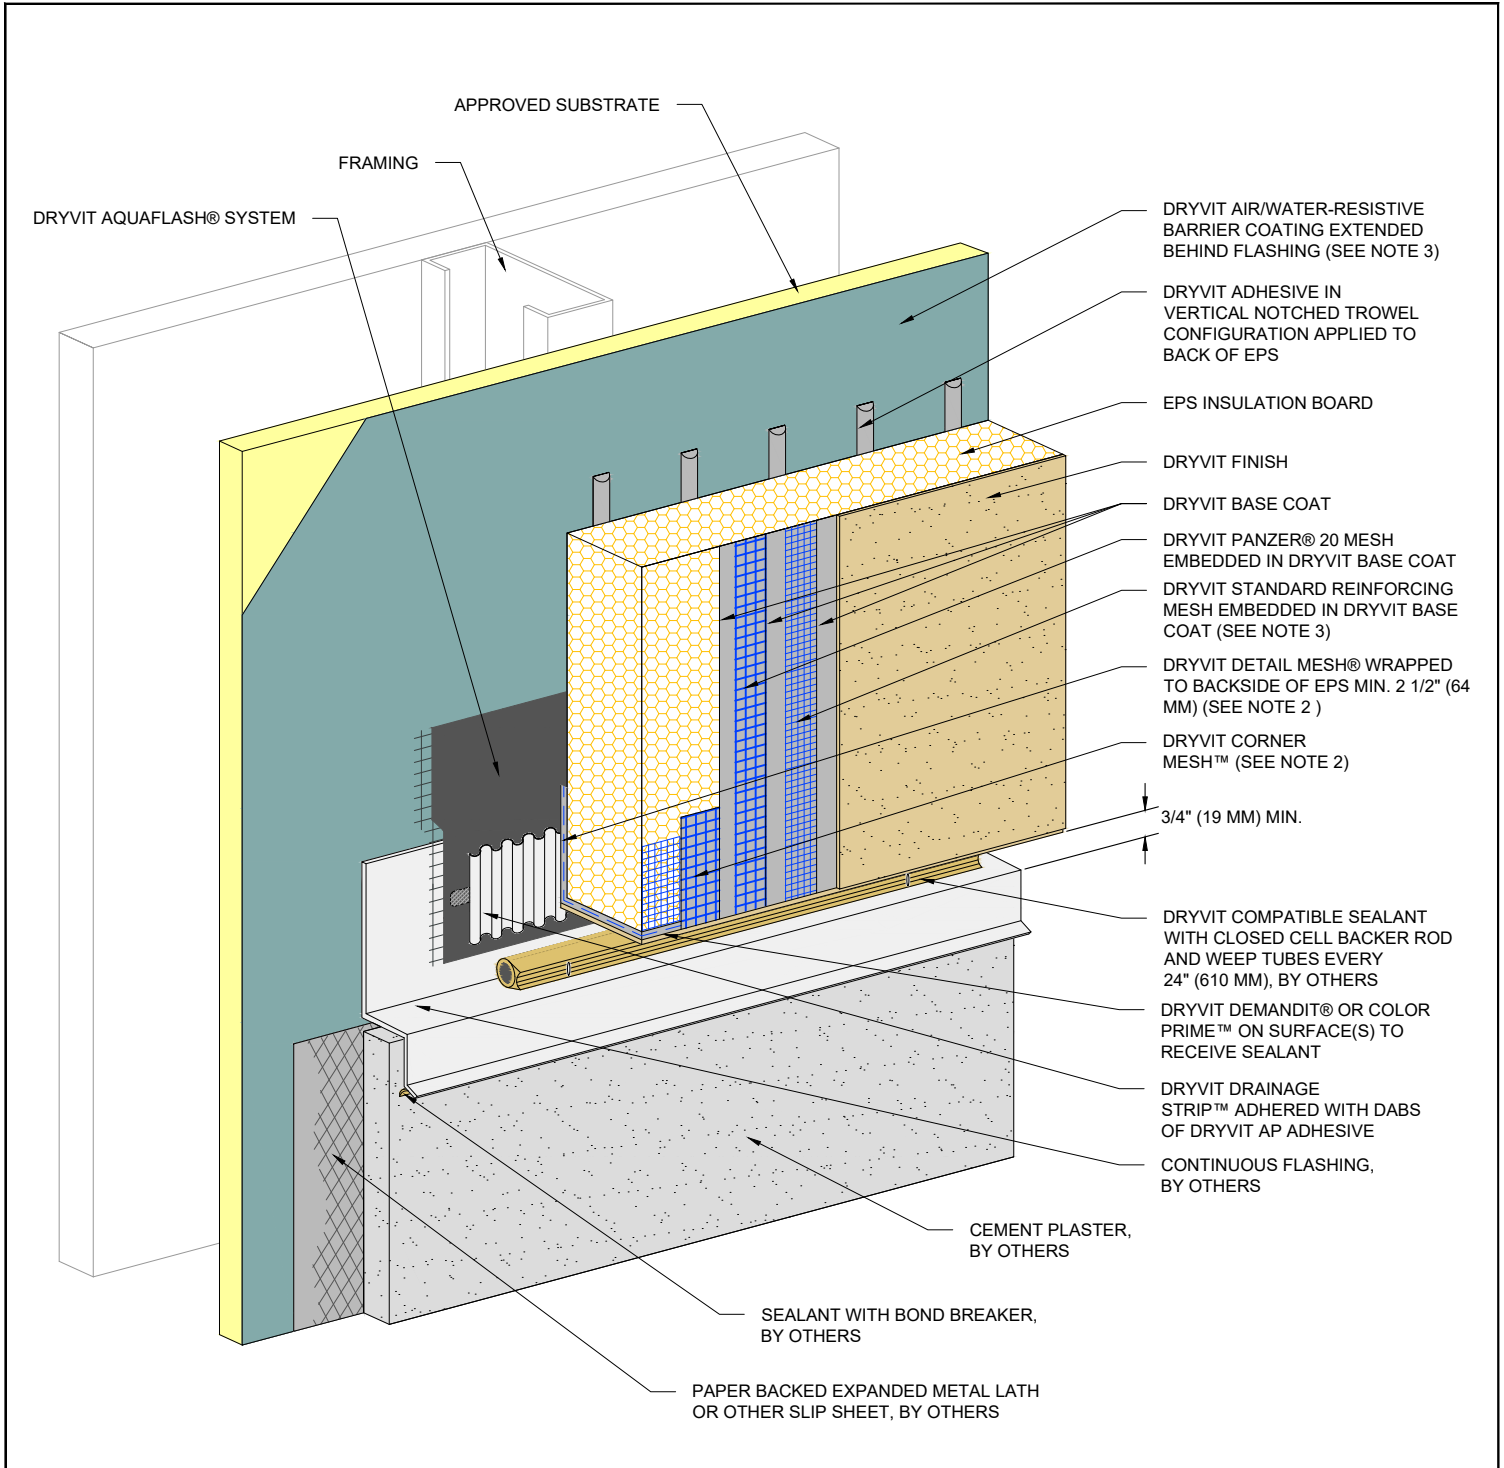 APPROVED SUBSTRATE
FRAMING
DRYVIT AQUAFLASH® SYSTEM
DRYVIT AIR/WATER-RESISTIVE
BARRIER COATING EXTENDED
BEHIND FLASHING (SEE NOTE 3)
DRYVIT ADHESIVE IN
VERTICAL NOTCHED TROWEL
CONFIGURATION APPLIED TO
BACK OF EPS
EPS INSULATION BOARD
DRYVIT FINISH
DRYVIT BASE COAT
DRYVIT PANZER® 20 MESH
EMBEDDED IN DRYVIT BASE COAT
DRYVIT STANDARD REINFORCING
MESH EMBEDDED IN DRYVIT BASE
COAT (SEE NOTE 3)
DRYVIT DETAIL MESH® WRAPPED
TO BACKSIDE OF EPS MIN. 2 1/2" (64
MM) (SEE NOTE 2 )
DRYVIT CORNER
MESH™ (SEE NOTE 2)
3/4" (19 MM) MIN.
DRYVIT COMPATIBLE SEALANT
WITH CLOSED CELL BACKER ROD
AND WEEP TUBES EVERY
24" (610 MM), BY OTHERS
DRYVIT DEMANDIT® OR COLOR
PRIME™ ON SURFACE(S) TO
RECEIVE SEALANT
DRYVIT DRAINAGE
STRIP™ ADHERED WITH DABS
OF DRYVIT AP ADHESIVE
CONTINUOUS FLASHING,
BY OTHERS
CEMENT PLASTER,
BY OTHERS
SEALANT WITH BOND BREAKER,
BY OTHERS
PAPER BACKED EXPANDED METAL LATH
OR OTHER SLIP SHEET, BY OTHERS